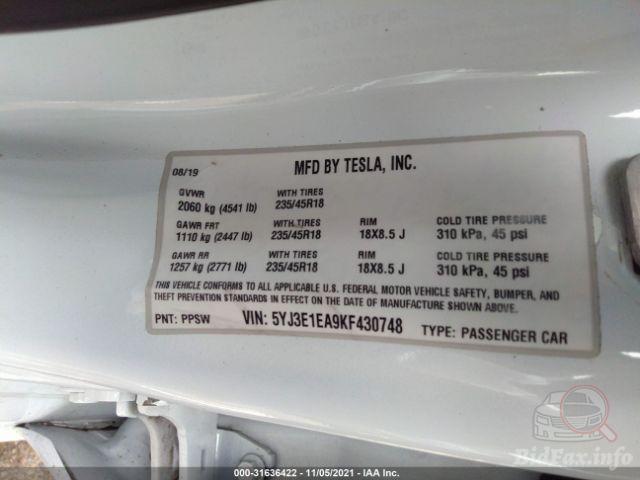 08/19 MFD BY TESLA, INC.
GVWR WITH TIRES
2060 kg (4541 lb) 235/45R18
GAWR FRT WITH TIRES RIM COLD TIRE PRESSURE
1110 kg (2447 lb) 235/45R18 18X8.5 J 310 kPa, 45 psi
GAWR RR WITH TIRES RIM COLD TIRE PRESSURE
1257 kg (2771 lb) 235/45R18 18X8.5 J 310 kPa, 45 psi
THIS VEHICLE CONFORMS TO ALL APPLICABLE U.S. FEDERAL MOTOR VEHICLE SAFETY, BUMPER, AND
THEFT PREVENTION STANDARDS IN EFFECT ON THE DATE OF MANUFACTURE SHOWN ABOVE.
PNT: PPSW VIN: 5YJ3E1EA9KF430748 TYPE: PASSENGER CAR
BidFax.info
000-31636422 - 11/05/2021 - IAA Inc.